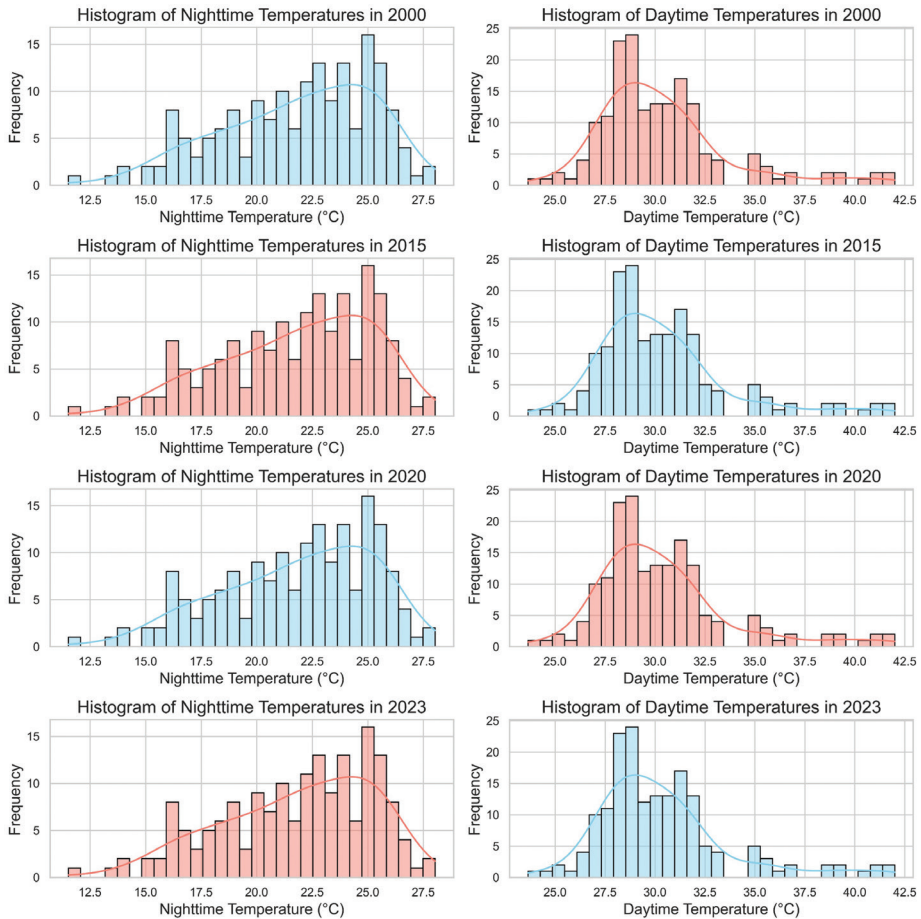 Histogram of Nighttime Temperatures in 2000
15
10
5
0
Frequency
12.5 15.0 17.5 20.0 22.5 25.0 27.5
Nighttime Temperature (°C)
Histogram of Daytime Temperatures in 2000
25
20
15
10
5
0
Frequency
25.0 27.5 30.0 32.5 35.0 37.5 40.0 42.5
Daytime Temperature (°C)
Histogram of Nighttime Temperatures in 2015
15
10
5
0
Frequency
12.5 15.0 17.5 20.0 22.5 25.0 27.5
Nighttime Temperature (°C)
Histogram of Daytime Temperatures in 2015
25
20
15
10
5
0
Frequency
25.0 27.5 30.0 32.5 35.0 37.5 40.0 42.5
Daytime Temperature (°C)
Histogram of Nighttime Temperatures in 2020
15
10
5
0
Frequency
12.5 15.0 17.5 20.0 22.5 25.0 27.5
Nighttime Temperature (°C)
Histogram of Daytime Temperatures in 2020
25
20
15
10
5
0
Frequency
25.0 27.5 30.0 32.5 35.0 37.5 40.0 42.5
Daytime Temperature (°C)
Histogram of Nighttime Temperatures in 2023
15
10
5
0
Frequency
12.5 15.0 17.5 20.0 22.5 25.0 27.5
Nighttime Temperature (°C)
Histogram of Daytime Temperatures in 2023
25
20
15
10
5
0
Frequency
25.0 27.5 30.0 32.5 35.0 37.5 40.0 42.5
Daytime Temperature (°C)